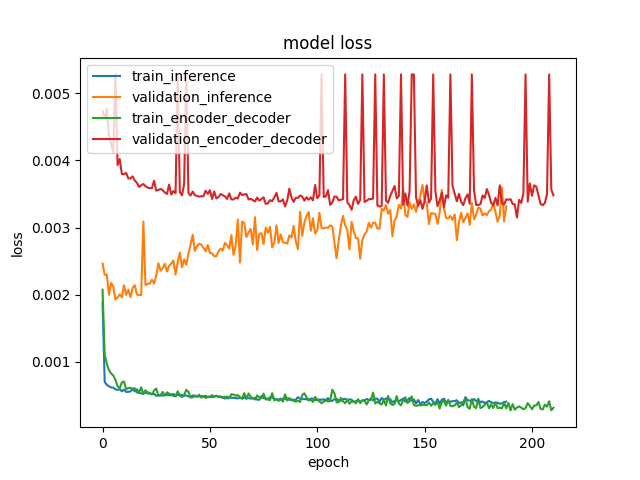 model loss
train_inference
validation_inference
train_encoder_decoder
validation_encoder_decoder
loss
0.005
0.004
0.003
0.002
0.001
0
50
100
150
200
epoch